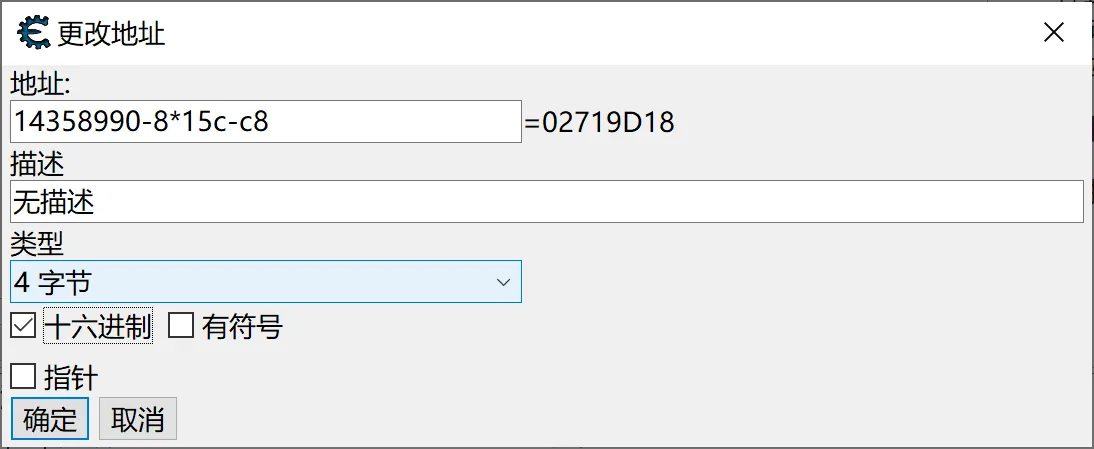 更改地址
地址:
14358990-8*15c-c8 =02719D18
描述
无描述
类型
4 字节
十六进制 有符号
指针
确定 取消